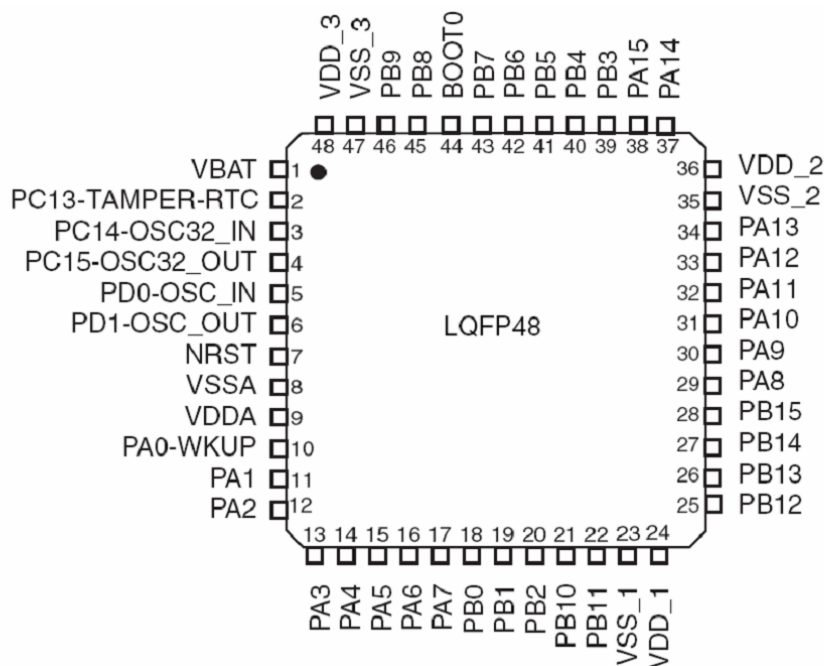 VDD_3 VSS_3 PB9 PB8 BOOT0 PB7 PB6 PB5 PB4 PB3 PA15 PA14
48 47 46 45 44 43 42 41 40 39 38 37
VBAT 1
PC13-TAMPER-RTC 2
PC14-OSC32_IN 3
PC15-OSC32_OUT 4
PD0-OSC_IN 5
PD1-OSC_OUT 6
NRST 7
VSSA 8
VDDA 9
PA0-WKUP 10
PA1 11
PA2 12
LQFP48
36 VDD_2
35 VSS_2
34 PA13
33 PA12
32 PA11
31 PA10
30 PA9
29 PA8
28 PB15
27 PB14
26 PB13
25 PB12
13 14 15 16 17 18 19 20 21 22 23 24
PA3 PA4 PA5 PA6 PA7 PB0 PB1 PB2 PB10 PB11 VSS_1 VDD_1